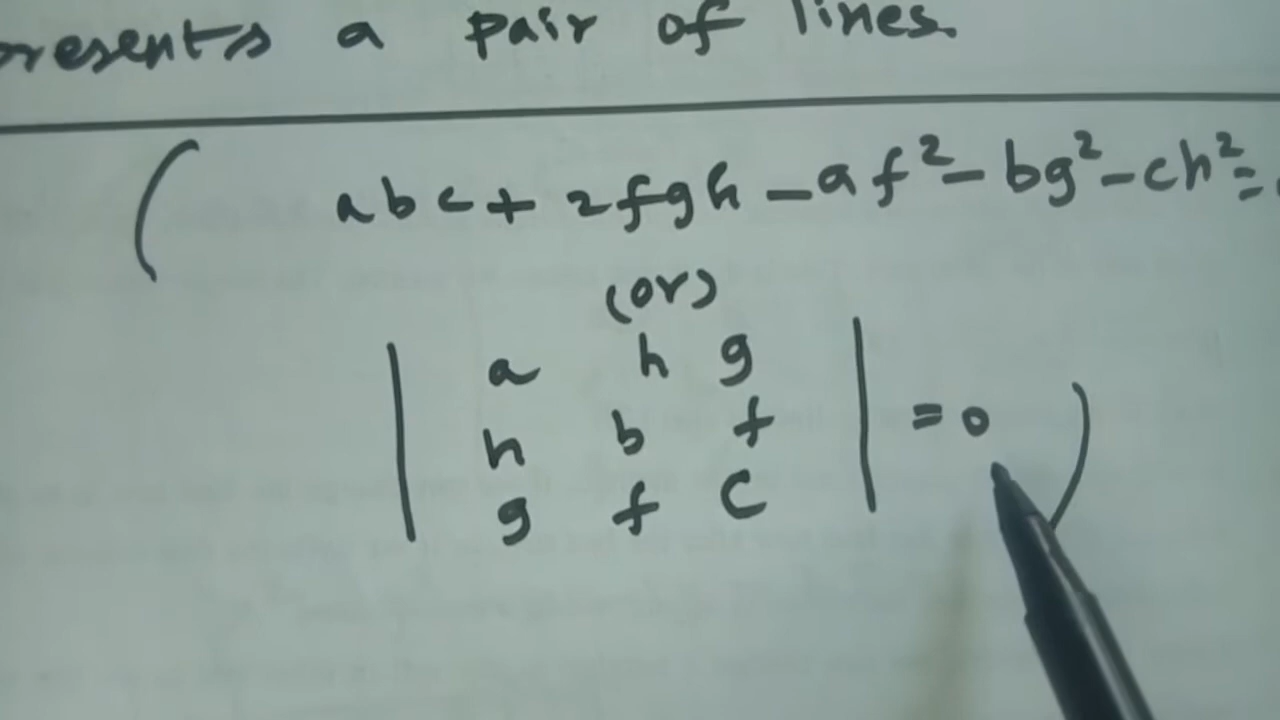 presents a pair of lines.
( abc + 2fgh - af² - bg² - ch² =
(or)
| a h g |
| h b f | = 0 )
| g f c |